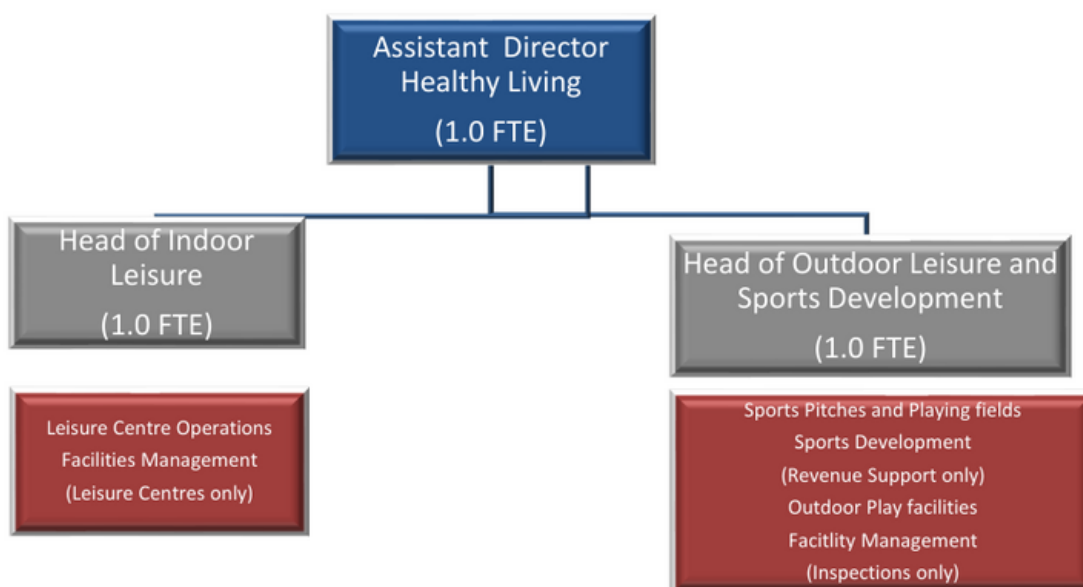 Assistant  Director
Healthy Living
(1.0 FTE)
Head of Indoor
Leisure
(1.0 FTE)
Head of Outdoor Leisure and
Sports Development
(1.0 FTE)
Leisure Centre Operations
Facilities Management
(Leisure Centres only)
Sports Pitches and Playing fields
Sports Development
(Revenue Support only)
Outdoor Play facilities
Facitlity Management
(Inspections only)